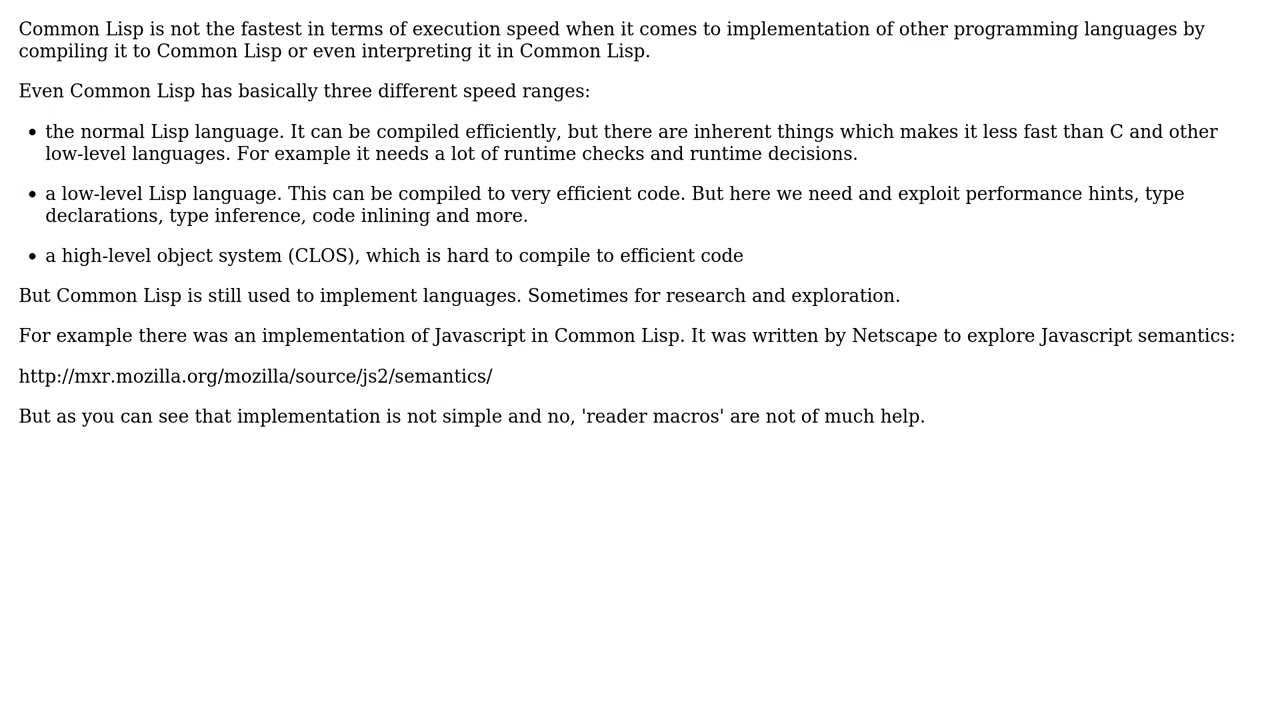 Common Lisp is not the fastest in terms of execution speed when it comes to implementation of other programming languages by
compiling it to Common Lisp or even interpreting it in Common Lisp.
Even Common Lisp has basically three different speed ranges:
• the normal Lisp language. It can be compiled efficiently, but there are inherent things which makes it less fast than C and other
low-level languages. For example it needs a lot of runtime checks and runtime decisions.
• a low-level Lisp language. This can be compiled to very efficient code. But here we need and exploit performance hints, type
declarations, type inference, code inlining and more.
• a high-level object system (CLOS), which is hard to compile to efficient code
But Common Lisp is still used to implement languages. Sometimes for research and exploration.
For example there was an implementation of Javascript in Common Lisp. It was written by Netscape to explore Javascript semantics:
http://mxr.mozilla.org/mozilla/source/js2/semantics/
But as you can see that implementation is not simple and no, 'reader macros' are not of much help.